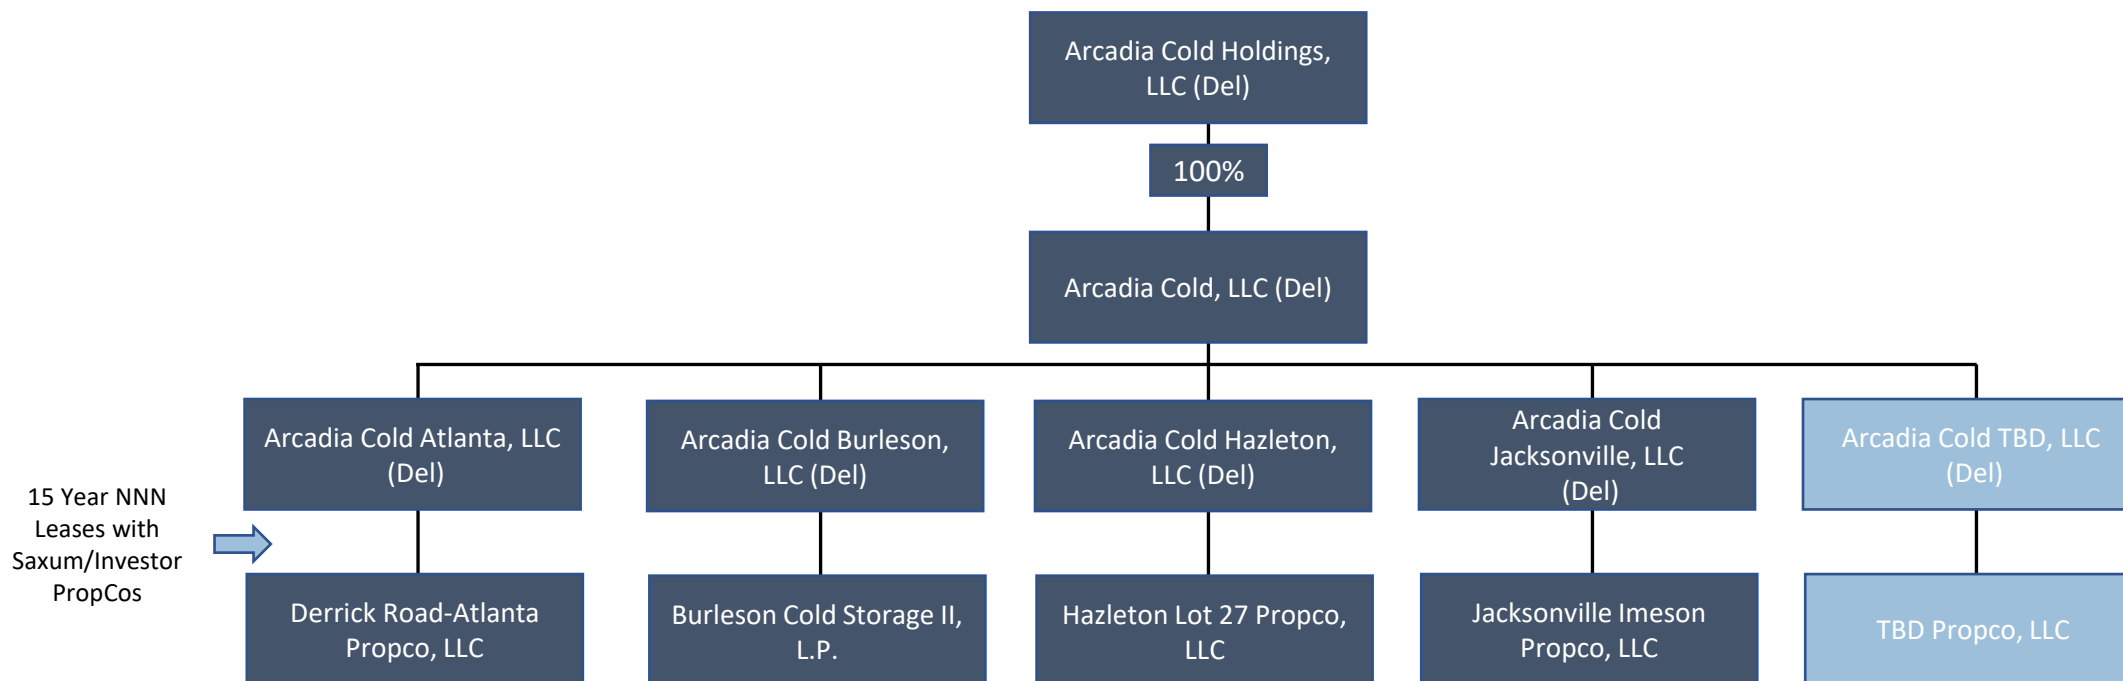 Arcadia Cold Holdings,
LLC (Del)
100%
Arcadia Cold, LLC (Del)
Arcadia Cold Atlanta, LLC
(Del)
Arcadia Cold Burleson,
LLC (Del)
Arcadia Cold Hazleton,
LLC (Del)
Arcadia Cold
Jacksonville, LLC
(Del)
Arcadia Cold TBD, LLC
(Del)
15 Year NNN
Leases with
Saxum/Investor
PropCos
Derrick Road-Atlanta
Propco, LLC
Burleson Cold Storage II,
L.P.
Hazleton Lot 27 Propco,
LLC
Jacksonville Imeson
Propco, LLC
TBD Propco, LLC